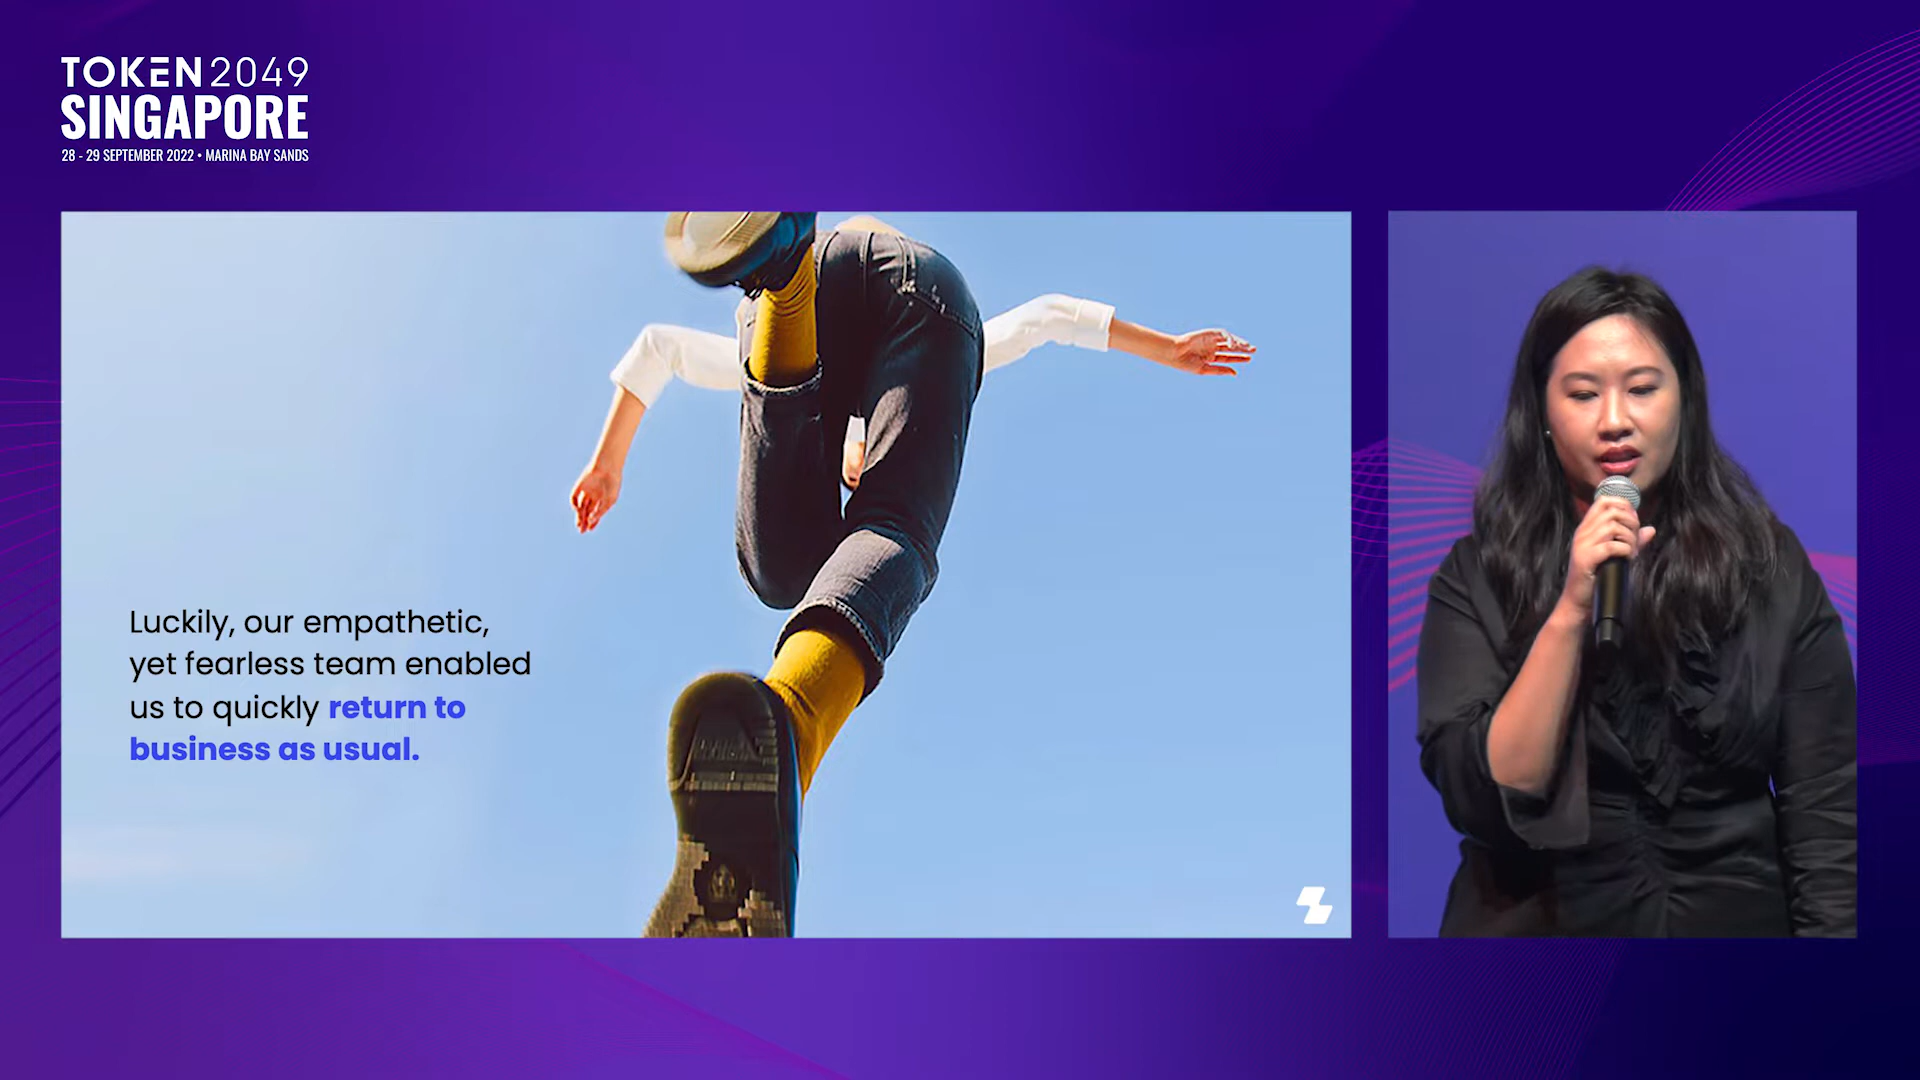 TOKEN2049
SINGAPORE
28 - 29 SEPTEMBER 2022 • MARINA BAY SANDS
Luckily, our empathetic,
yet fearless team enabled
us to quickly return to
business as usual.